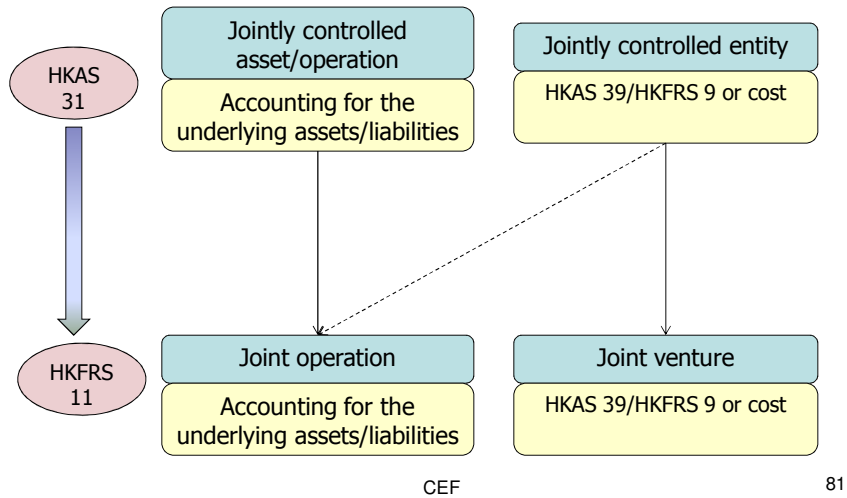 HKAS
31
Jointly controlled
asset/operation
Accounting for the
underlying assets/liabilities
Jointly controlled entity
HKAS 39/HKFRS 9 or cost
HKFRS
11
Joint operation
Accounting for the
underlying assets/liabilities
Joint venture
HKAS 39/HKFRS 9 or cost
CEF
81